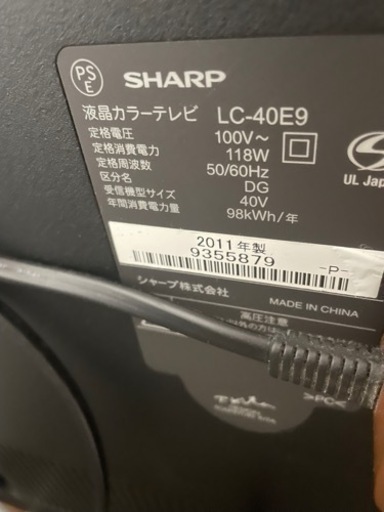 PS
E
SHARP
液晶カラーテレビ LC-40E9
定格電圧 100V～
定格消費電力 118W
定格周波数 50/60Hz
区分名 DG
受信機型サイズ 40V
年間消費電力量 98kWh/年
UL Japa
2011年製
9355879
-P-
シャープ株式会社 MADE IN CHINA
高圧注意
>PC<